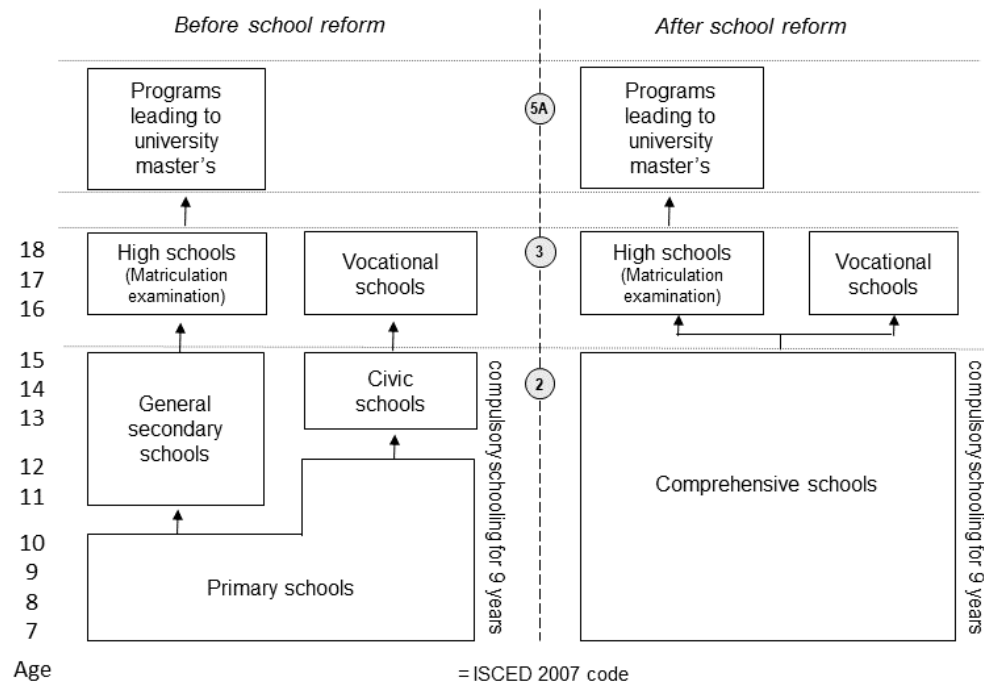 Before school reform
After school reform
Programs
leading to
university
master's
5A
Programs
leading to
university
master's
18
17
16
High schools
(Matriculation
examination)
Vocational
schools
3
High schools
(Matriculation
examination)
Vocational
schools
15
14
13
12
11
10
9
8
7
General
secondary
schools
Civic
schools
Primary schools
compulsory schooling for 9 years
2
Comprehensive schools
compulsory schooling for 9 years
Age
= ISCED 2007 code